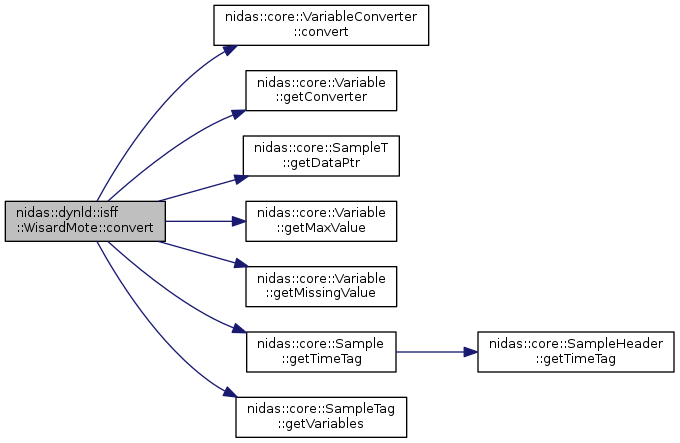 nidas::core::VariableConverter
::convert
nidas::core::Variable
::getConverter
nidas::core::SampleT
::getDataPtr
nidas::dynld::isff
::WisardMote::convert
nidas::core::Variable
::getMaxValue
nidas::core::Variable
::getMissingValue
nidas::core::Sample
::getTimeTag
nidas::core::SampleHeader
::getTimeTag
nidas::core::SampleTag
::getVariables